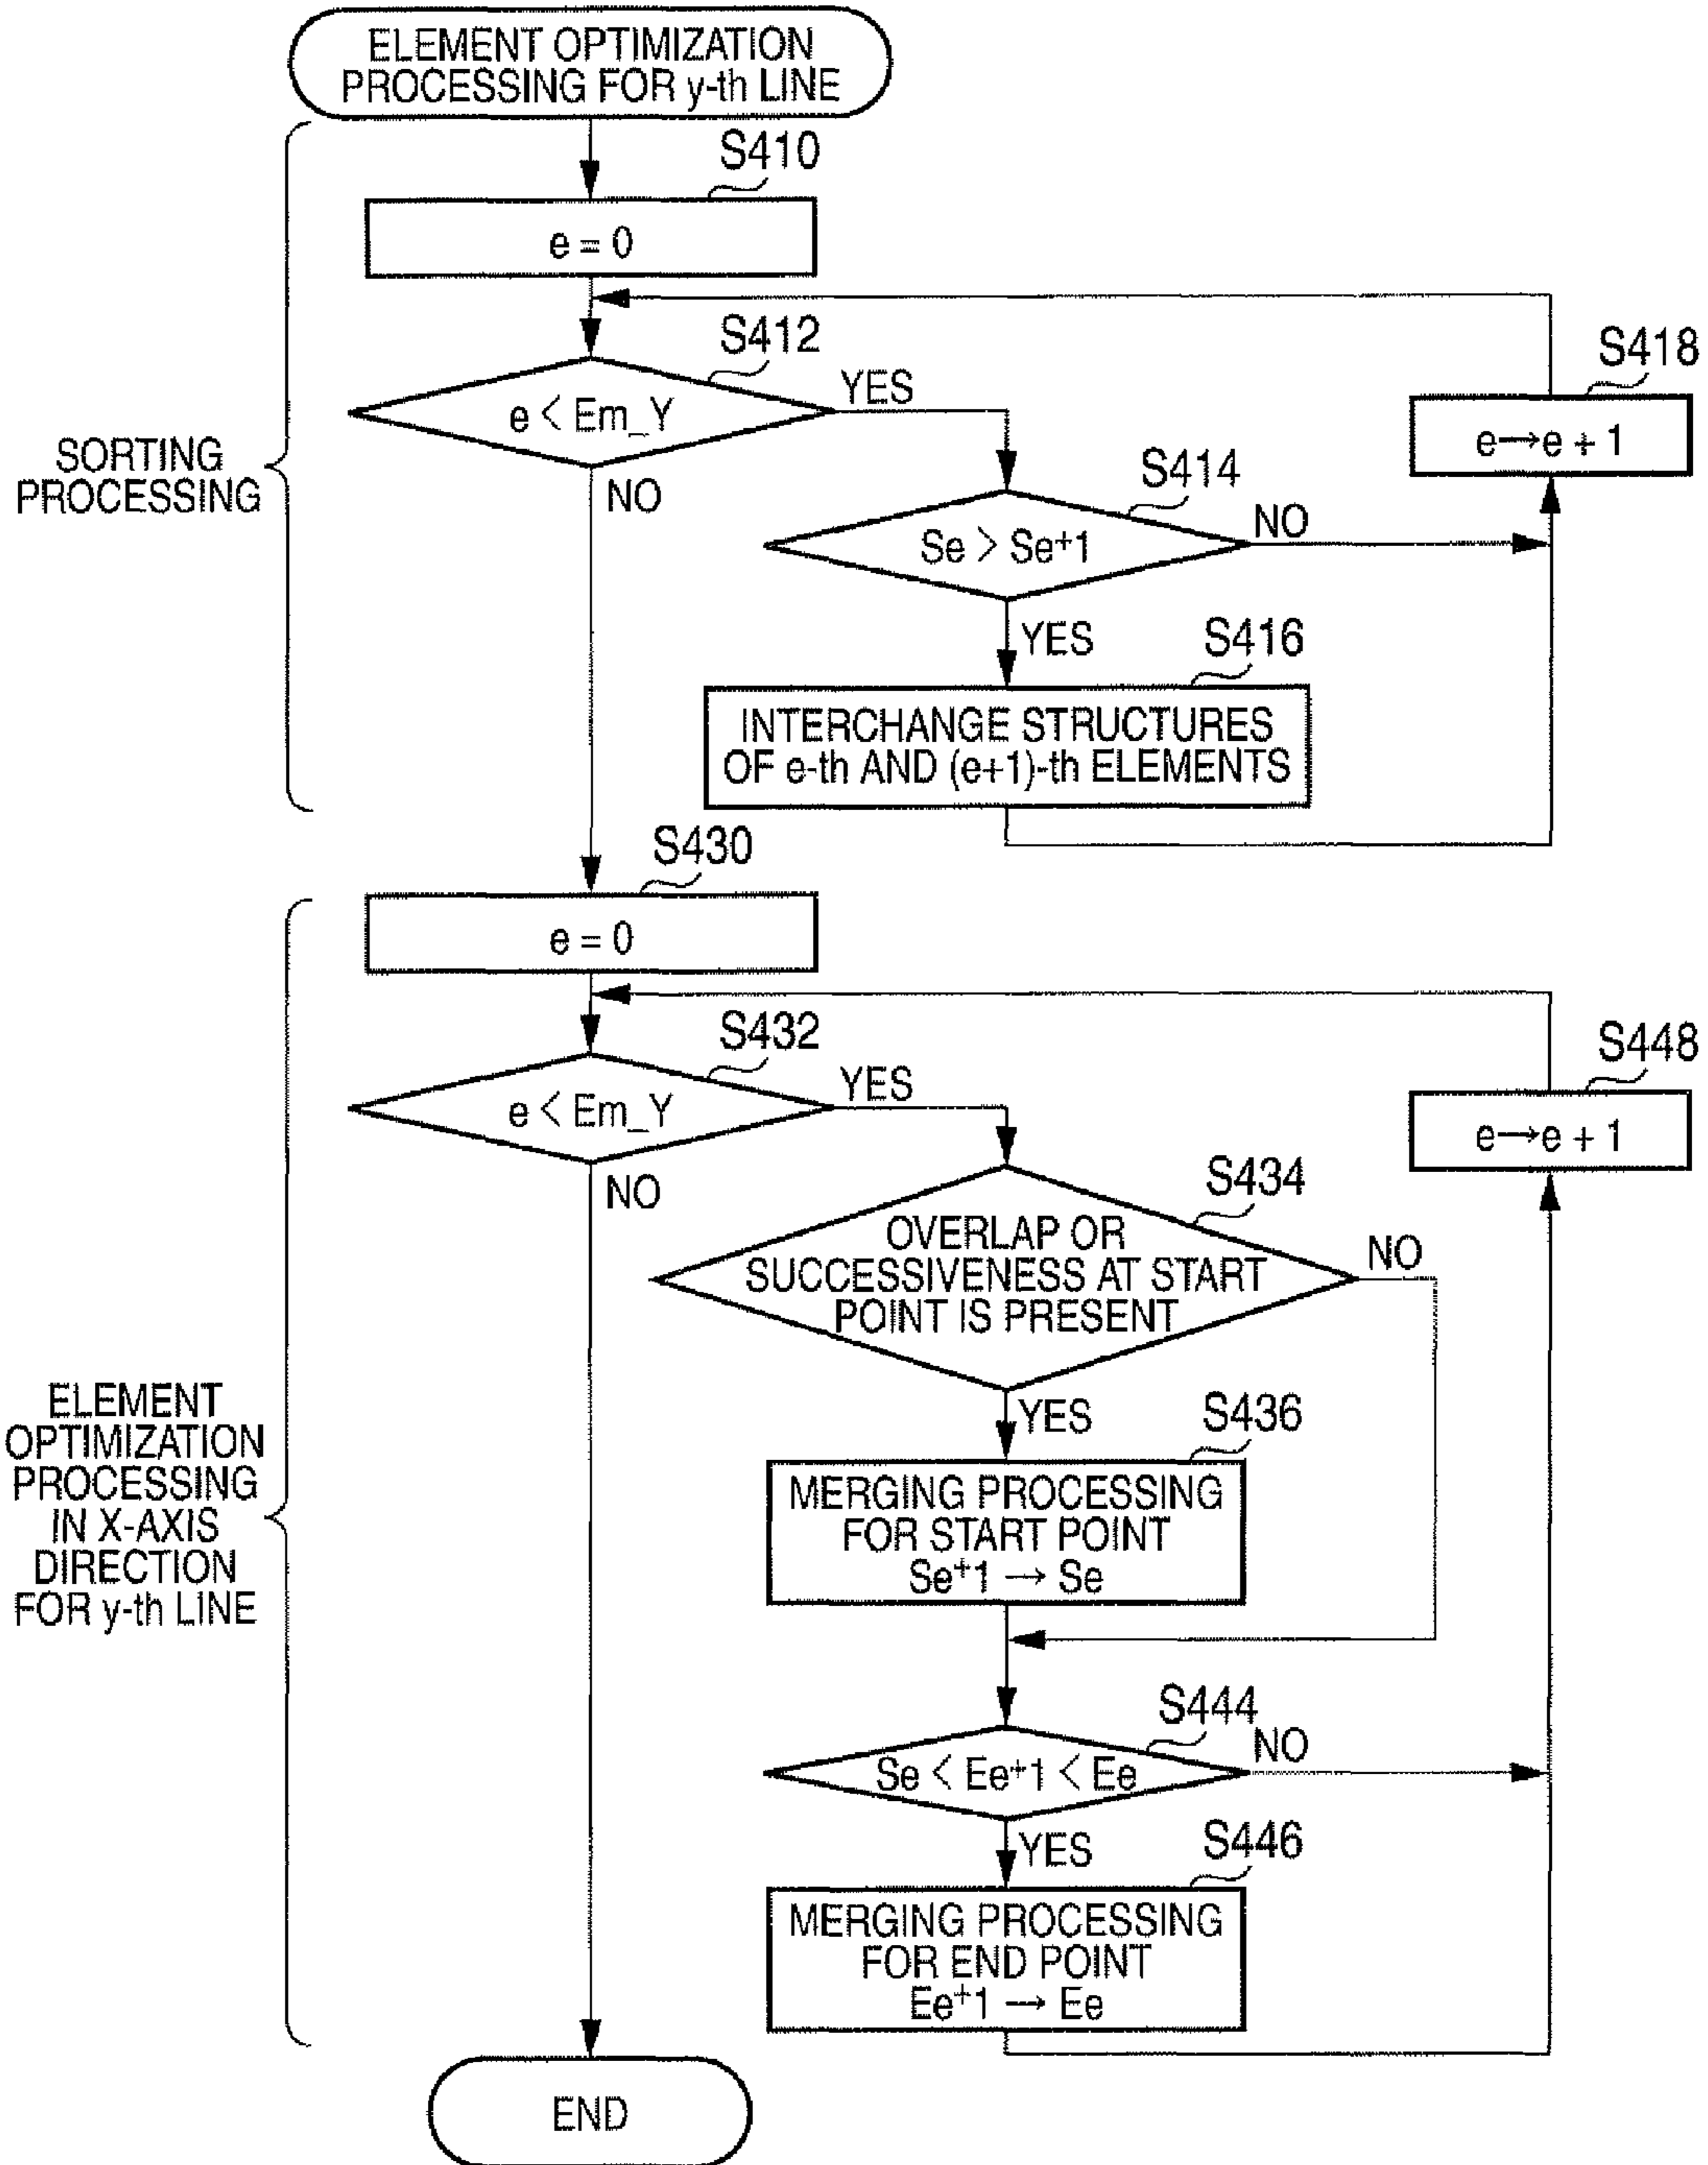 ELEMENT OPTIMIZATION
PROCESSING FOR y-th LINE
S410
e = 0
S412
e < Em_Y
YES
NO
S418
e→e + 1
S414
Se > Se+1
NO
YES
SORTING
PROCESSING
S416
INTERCHANGE STRUCTURES
OF e-th AND (e+1)-th ELEMENTS
S430
e = 0
S432
e < Em_Y
YES
NO
S448
e→e + 1
S434
OVERLAP OR
SUCCESSIVENESS AT START
POINT IS PRESENT
NO
YES
ELEMENT
OPTIMIZATION
PROCESSING
IN X-AXIS
DIRECTION
FOR y-th LINE
S436
MERGING PROCESSING
FOR START POINT
Se+1 → Se
S444
Se < Ee+1 < Ee
NO
YES
S446
MERGING PROCESSING
FOR END POINT
Ee+1 → Ee
END